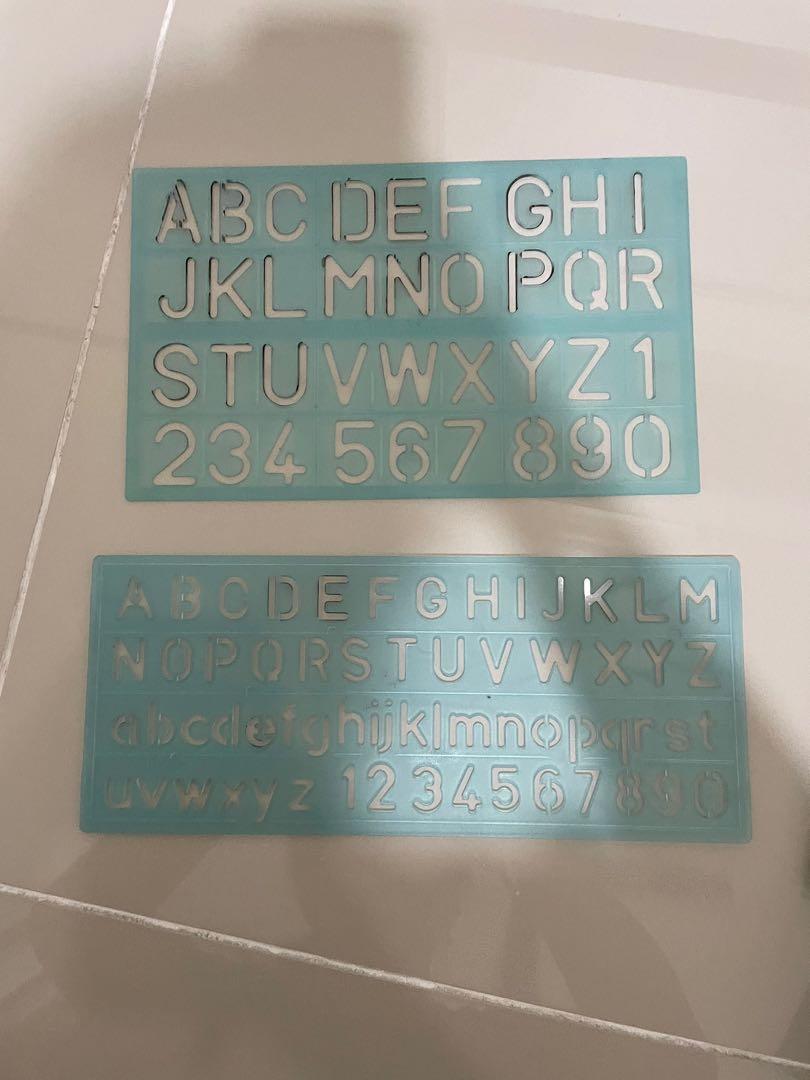 ABC DEF GHI
JKL MNO PQR
STU VWX YZ1
234 567 890
ABCDEFGHIJKLM
NOPQRSTUVWXYZ
abcdefghijklmnopqrst
uvwxyz 1234567890